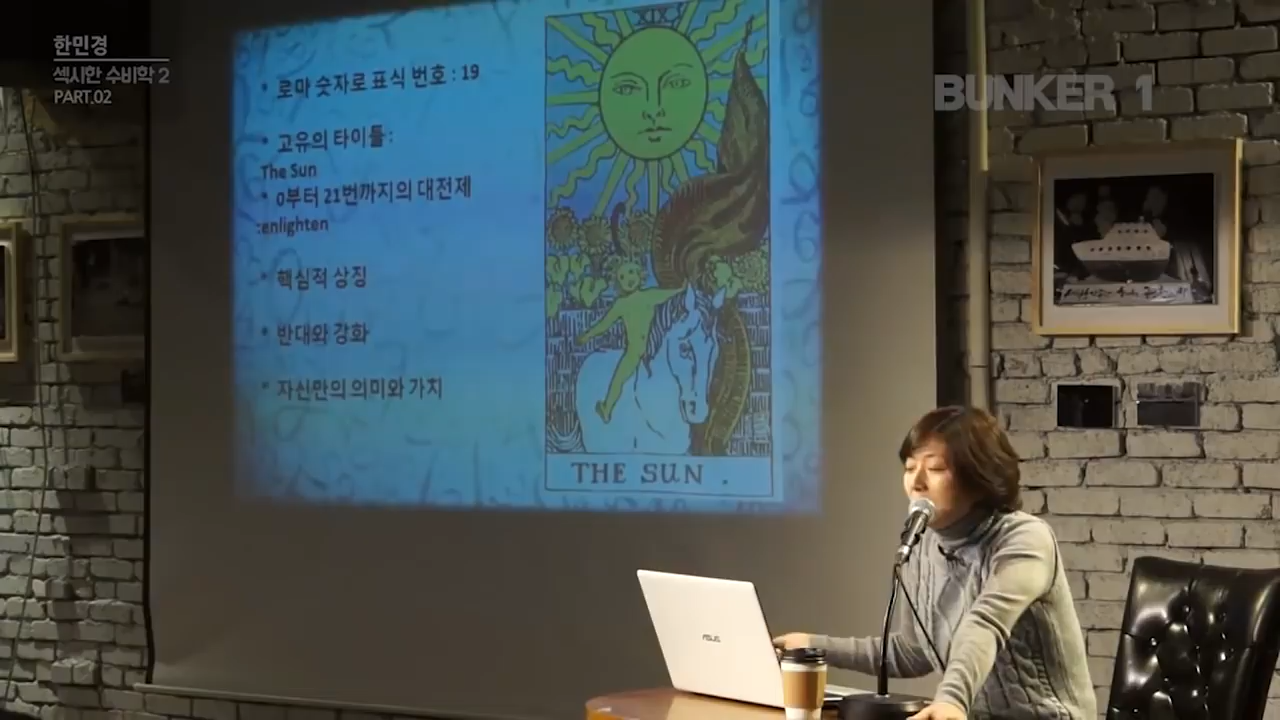 한민경
섹시한 수비학 2
PART.02
BUNKER 1
• 로마 숫자로 표식 번호 : 19
• 고유의 타이틀 :
The Sun
• 0부터 21번까지의 대전제
:enlighten
• 핵심적 상징
• 반대와 강화
• 자신만의 의미와 가치
XIX
THE SUN .
ASUS